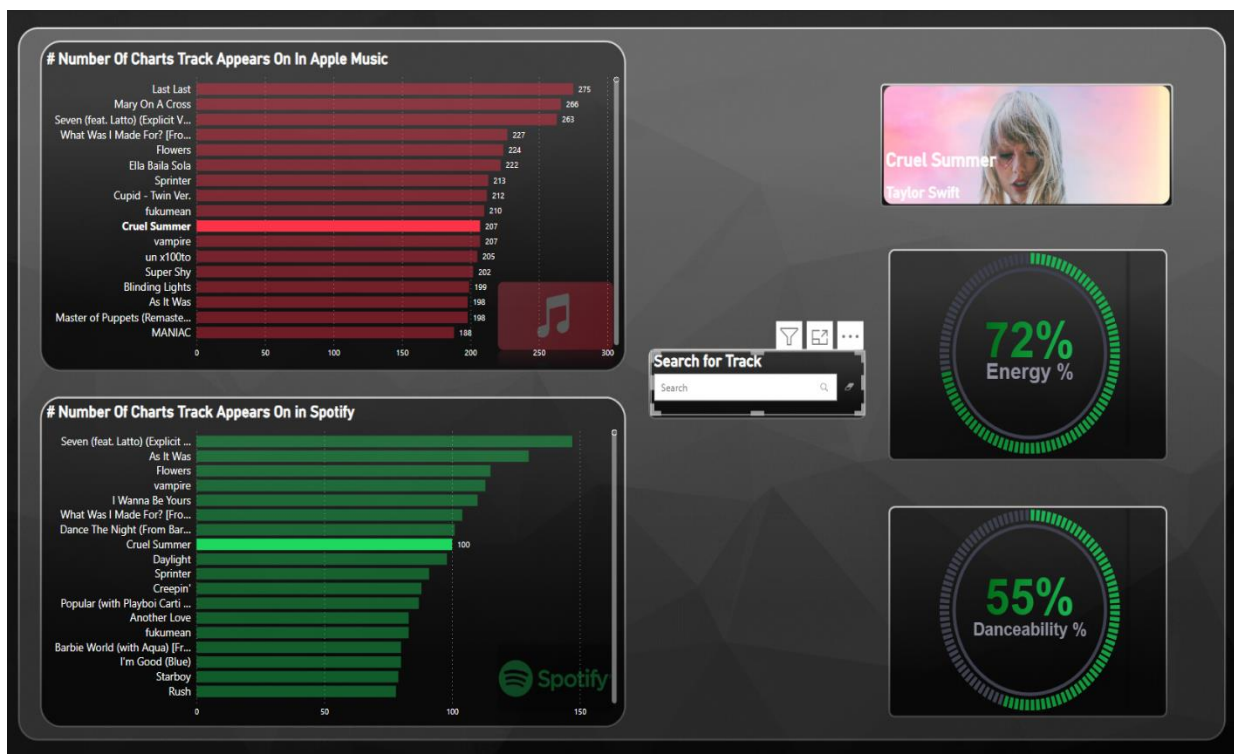 # Number Of Charts Track Appears On In Apple Music
Last Last 275
Mary On A Cross 266
Seven (feat. Latto) (Explicit V... 263
What Was I Made For? [Fro... 227
Flowers 224
Ella Baila Sola 222
Sprinter 213
Cupid - Twin Ver. 212
fukumean 210
Cruel Summer 207
vampire 207
un x100to 205
Super Shy 202
Blinding Lights 199
As It Was 198
Master of Puppets (Remaste... 198
MANIAC 188
0 50 100 150 200 250 300
# Number Of Charts Track Appears On in Spotify
Seven (feat. Latto) (Explicit ...
As It Was
Flowers
vampire
I Wanna Be Yours
What Was I Made For? [Fro...
Dance The Night (From Bar...
Cruel Summer 100
Daylight
Sprinter
Creepin'
Popular (with Playboi Carti ...
Another Love
fukumean
Barbie World (with Aqua) [Fr...
I'm Good (Blue)
Starboy
Rush
0 50 100 150
Spotify
Search for Track
Search
Cruel Summer
Taylor Swift
72%
Energy %
55%
Danceability %